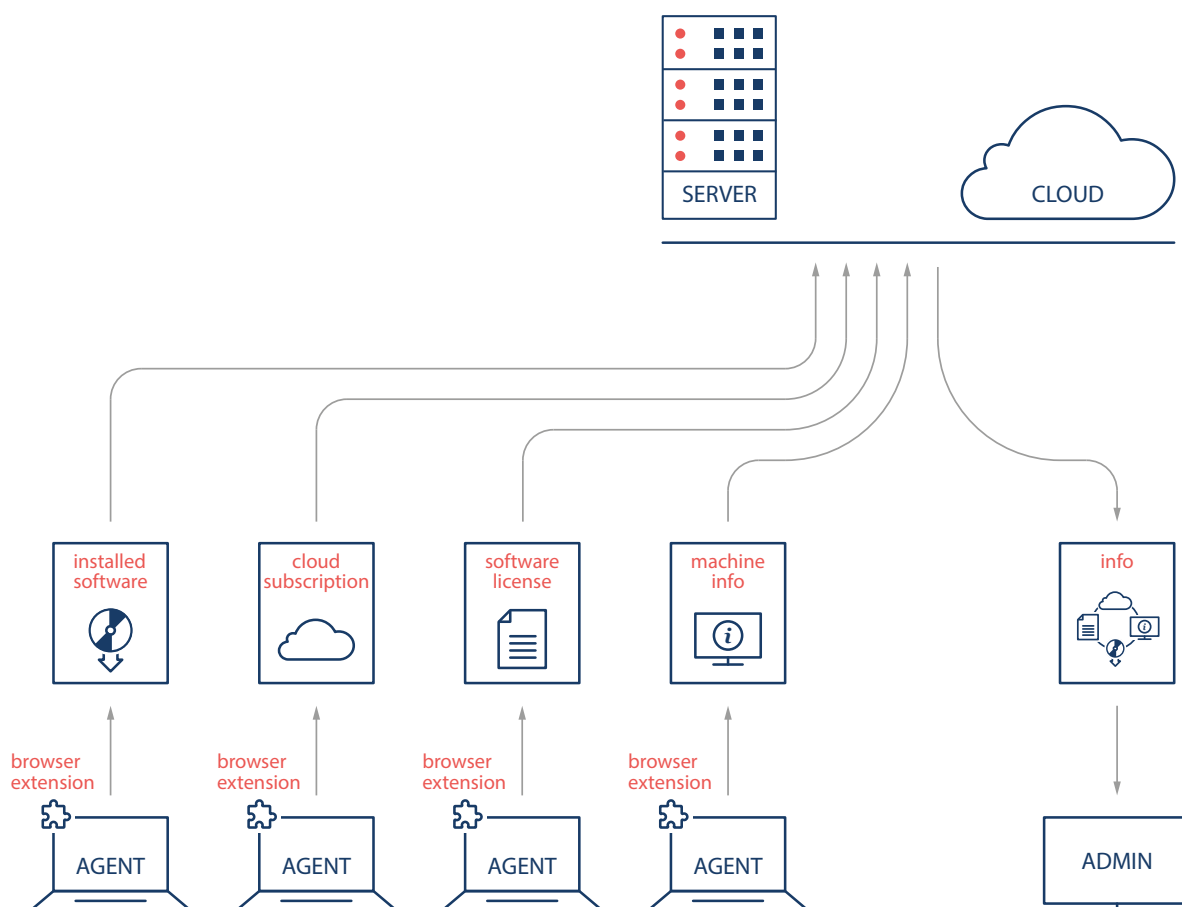 SERVER
CLOUD
installed
software
cloud
subscription
software
license
machine
info
info
i
i
browser
extension
browser
extension
browser
extension
browser
extension
AGENT
AGENT
AGENT
AGENT
ADMIN